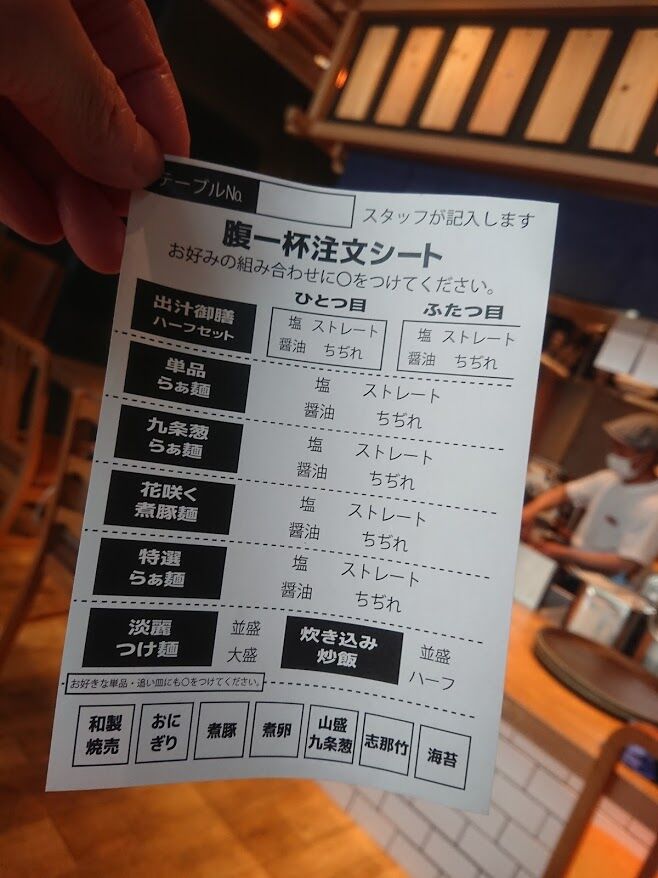 テーブルNo.
スタッフが記入します
腹一杯注文シート
お好みの組み合わせに〇をつけてください。
ひとつ目 ふたつ目
出汁御膳
ハーフセット
塩 ストレート 塩 ストレート
醤油 ちぢれ 醤油 ちぢれ
単品
らぁ麺
塩 ストレート
醤油 ちぢれ
九条葱
らぁ麺
塩 ストレート
醤油 ちぢれ
花咲く
煮豚麺
塩 ストレート
醤油 ちぢれ
特選
らぁ麺
塩 ストレート
醤油 ちぢれ
淡麗
つけ麺
並盛
大盛
炊き込み
炒飯
並盛
ハーフ
お好きな単品・追い皿にも〇をつけてください。
和製
焼売
おに
ぎり
煮豚
煮卵
山盛
九条葱
志那竹
海苔